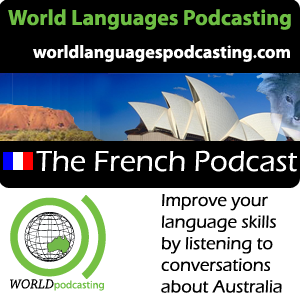 World Languages Podcasting
worldlanguagespodcasting.com
The French Podcast
Improve your
language skills
by listening to
conversations
about Australia
WORLDpodcasting